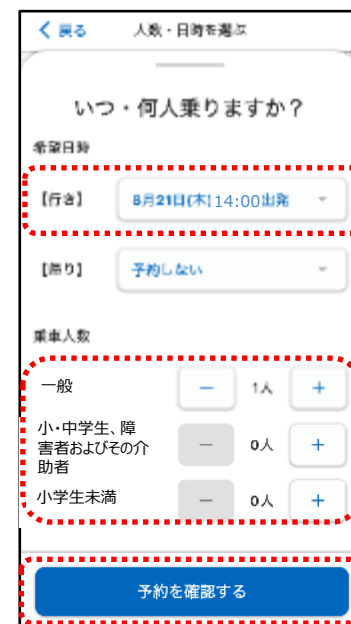 戻る 人数・日時を選ぶ
いつ・何人乗りますか？
希望日時
【行き】 8月21日(木)14:00出発
【帰り】 予約しない
乗車人数
一般 － 1人 ＋
小・中学生、障
害者およびその介
助者 － 0人 ＋
小学生未満 － 0人 ＋
予約を確認する